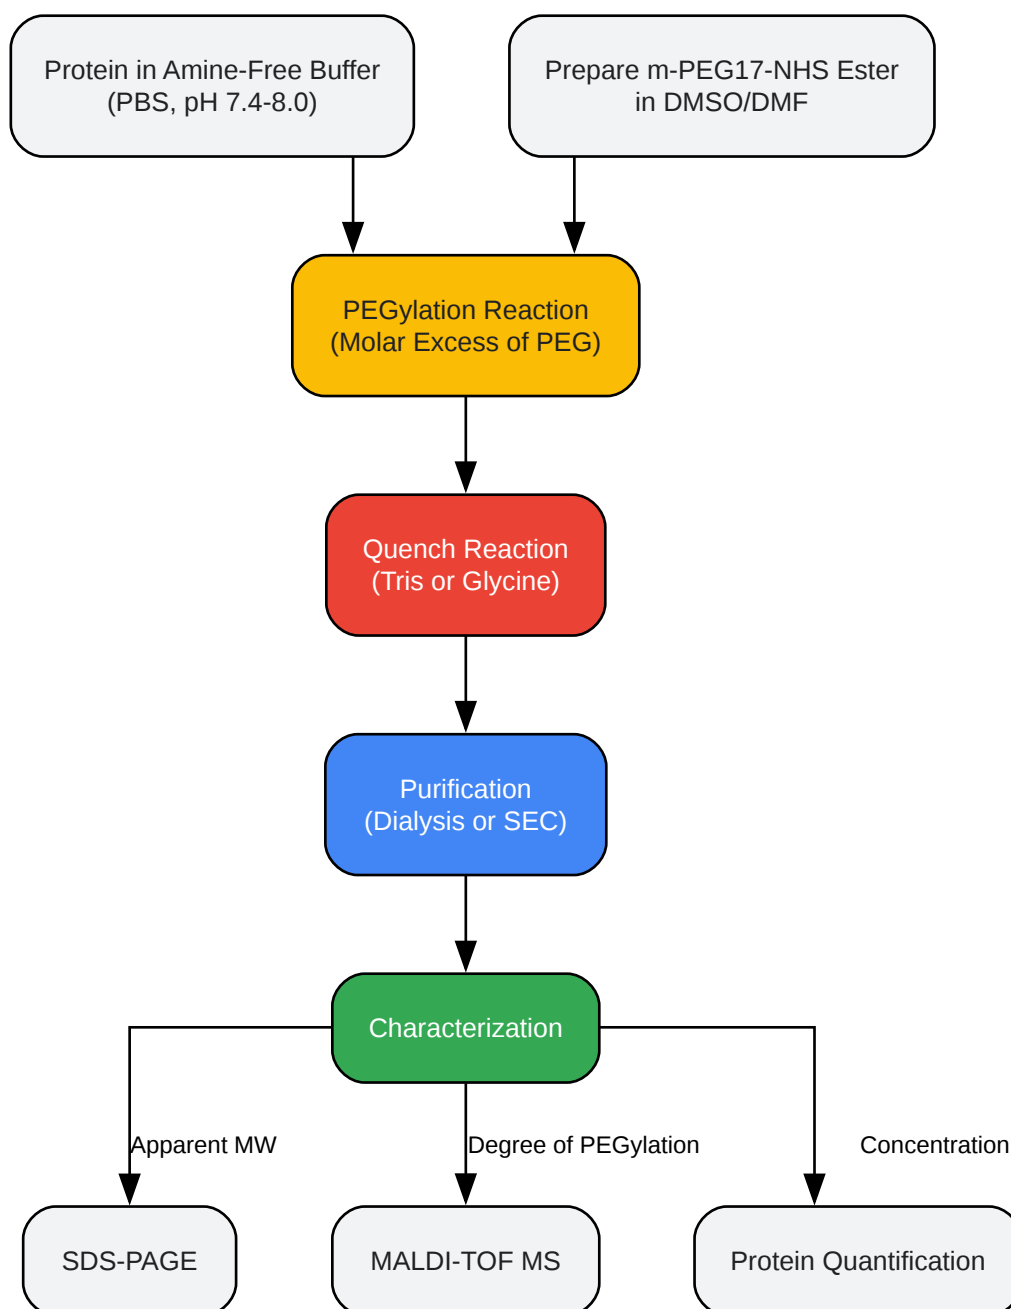 Protein in Amine-Free Buffer
(PBS, pH 7.4-8.0)
Prepare m-PEG17-NHS Ester
in DMSO/DMF
PEGylation Reaction
(Molar Excess of PEG)
Quench Reaction
(Tris or Glycine)
Purification
(Dialysis or SEC)
Characterization
Apparent MW
Degree of PEGylation
Concentration
SDS-PAGE
MALDI-TOF MS
Protein Quantification